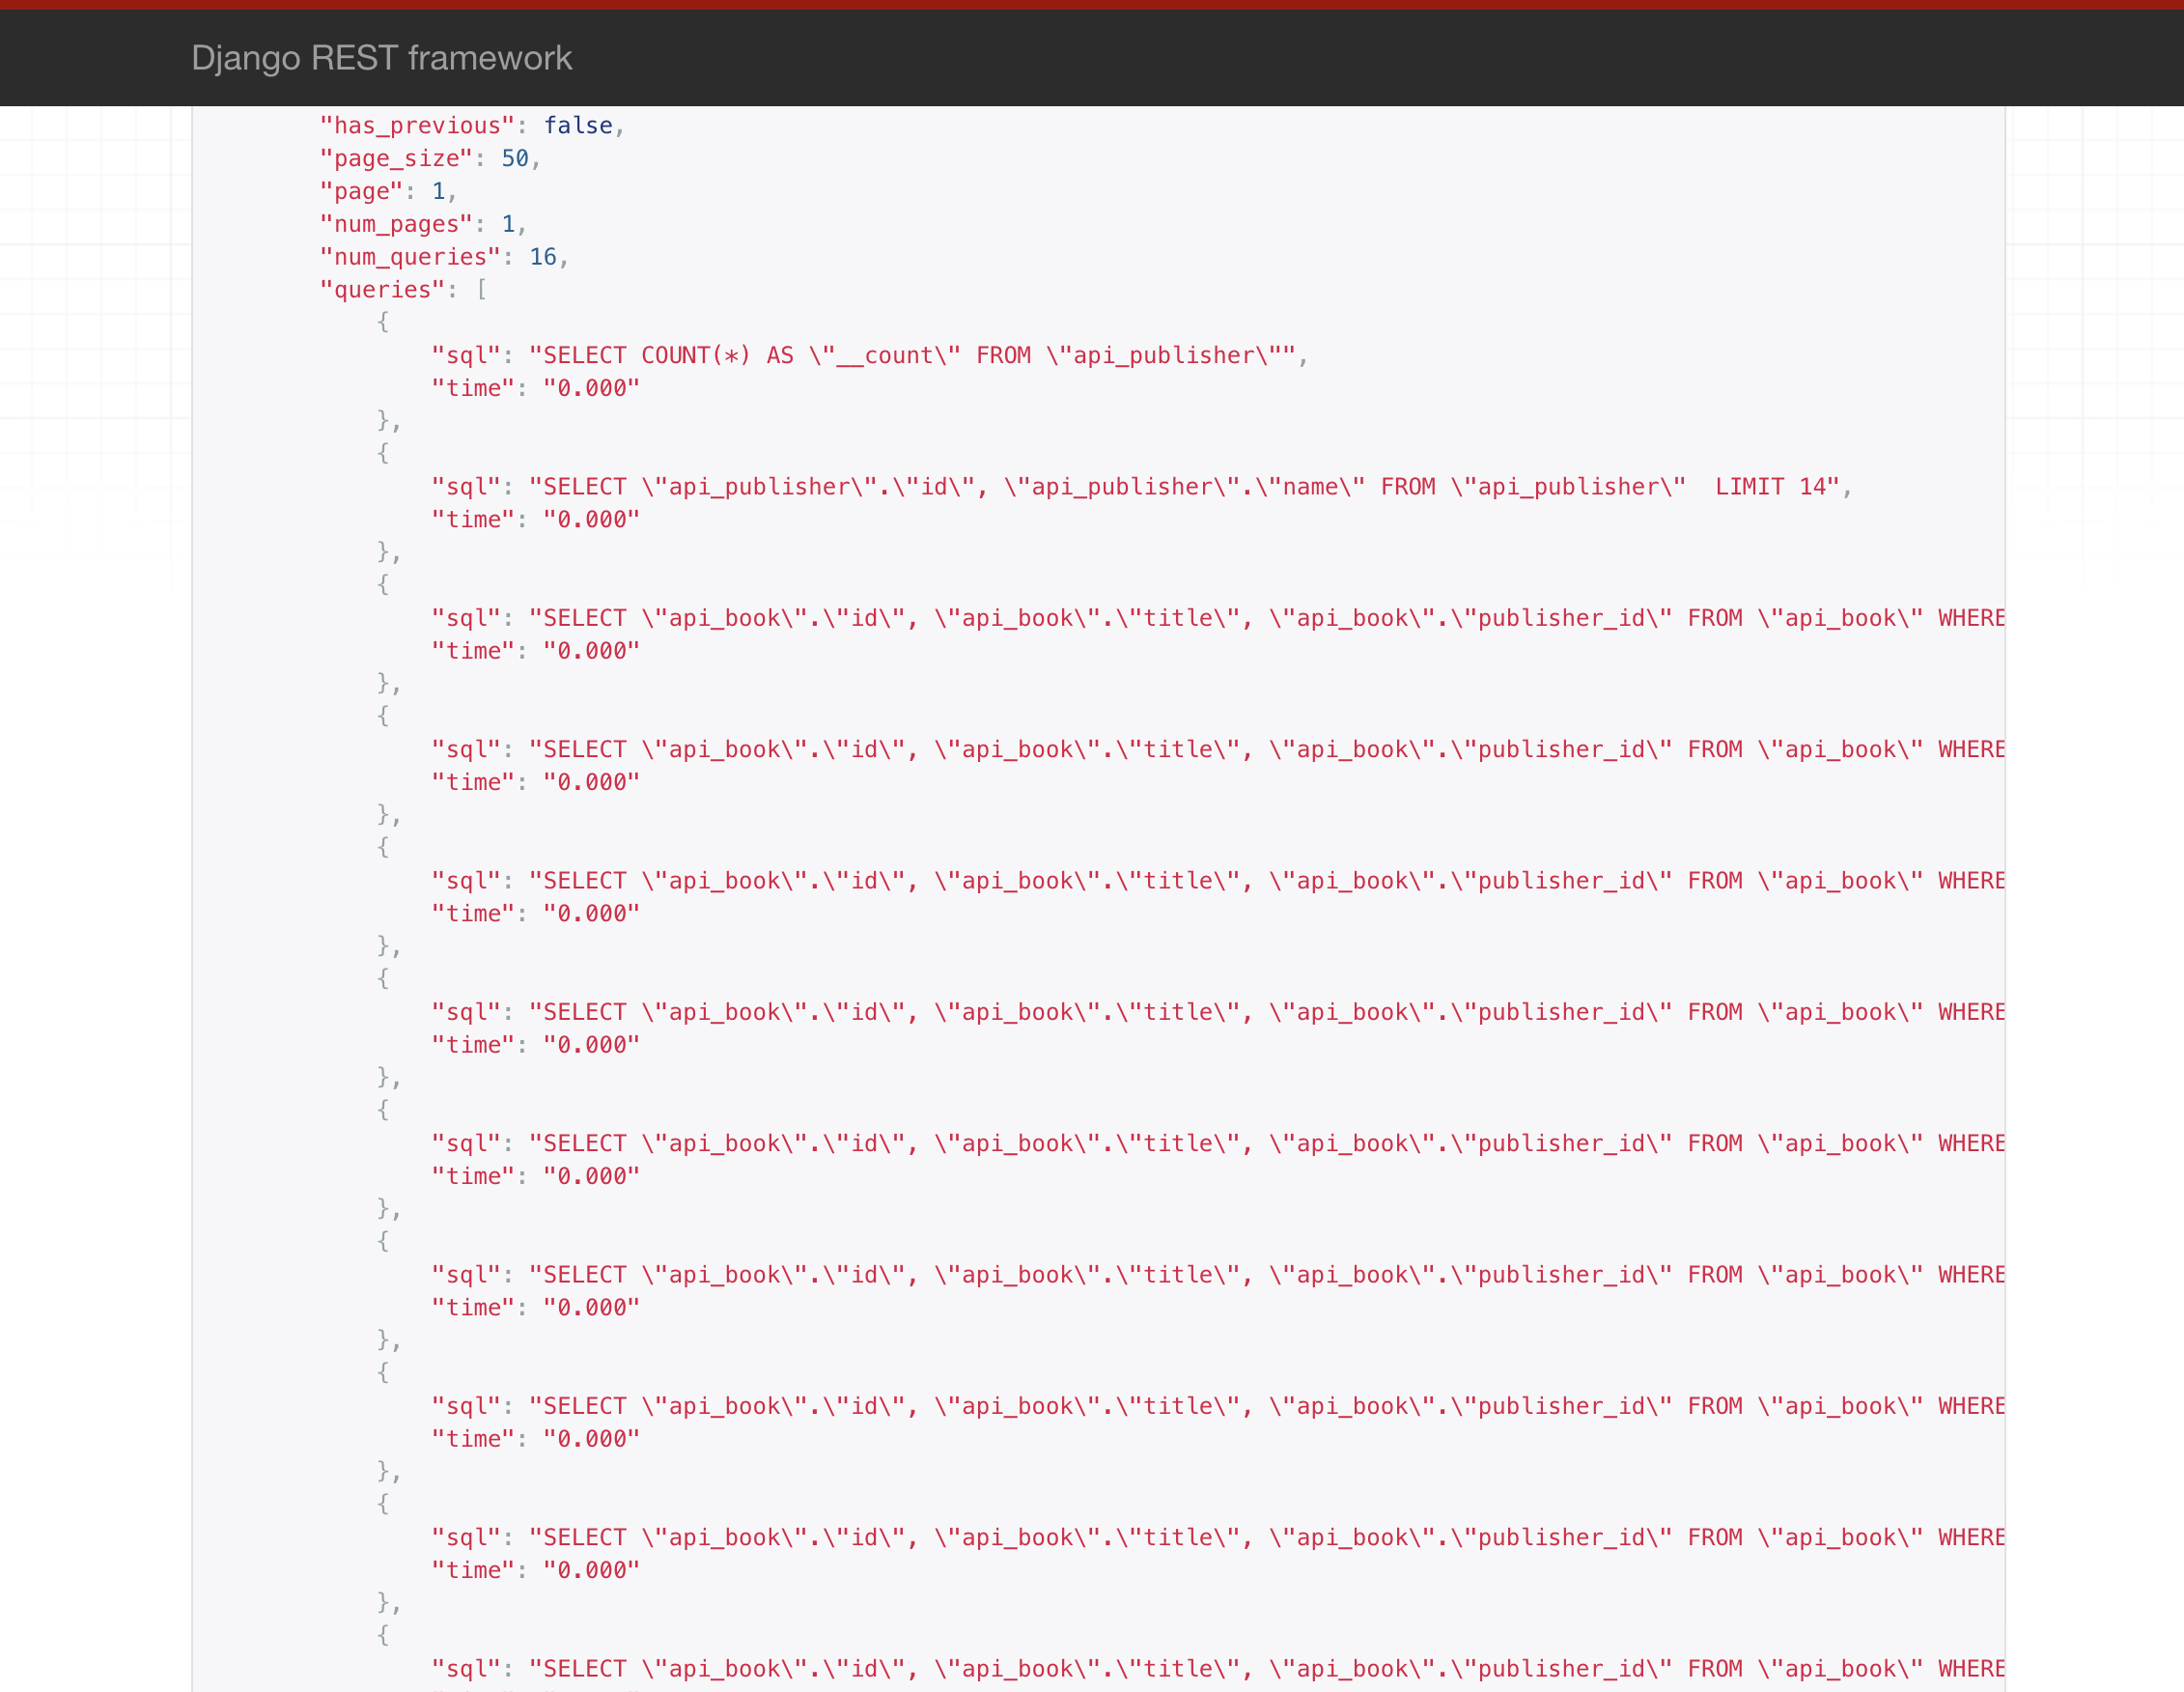 Django REST framework
"has_previous": false,
"page_size": 50,
"page": 1,
"num_pages": 1,
"num_queries": 16,
"queries": [
{
"sql": "SELECT COUNT(*) AS \"__count\" FROM \"api_publisher\"",
"time": "0.000"
},
{
"sql": "SELECT \"api_publisher\".\"id\", \"api_publisher\".\"name\" FROM \"api_publisher\"  LIMIT 14",
"time": "0.000"
},
{
"sql": "SELECT \"api_book\".\"id\", \"api_book\".\"title\", \"api_book\".\"publisher_id\" FROM \"api_book\" WHERE
"time": "0.000"
},
{
"sql": "SELECT \"api_book\".\"id\", \"api_book\".\"title\", \"api_book\".\"publisher_id\" FROM \"api_book\" WHERE
"time": "0.000"
},
{
"sql": "SELECT \"api_book\".\"id\", \"api_book\".\"title\", \"api_book\".\"publisher_id\" FROM \"api_book\" WHERE
"time": "0.000"
},
{
"sql": "SELECT \"api_book\".\"id\", \"api_book\".\"title\", \"api_book\".\"publisher_id\" FROM \"api_book\" WHERE
"time": "0.000"
},
{
"sql": "SELECT \"api_book\".\"id\", \"api_book\".\"title\", \"api_book\".\"publisher_id\" FROM \"api_book\" WHERE
"time": "0.000"
},
{
"sql": "SELECT \"api_book\".\"id\", \"api_book\".\"title\", \"api_book\".\"publisher_id\" FROM \"api_book\" WHERE
"time": "0.000"
},
{
"sql": "SELECT \"api_book\".\"id\", \"api_book\".\"title\", \"api_book\".\"publisher_id\" FROM \"api_book\" WHERE
"time": "0.000"
},
{
"sql": "SELECT \"api_book\".\"id\", \"api_book\".\"title\", \"api_book\".\"publisher_id\" FROM \"api_book\" WHERE
"time": "0.000"
},
{
"sql": "SELECT \"api_book\".\"id\", \"api_book\".\"title\", \"api_book\".\"publisher_id\" FROM \"api_book\" WHERE